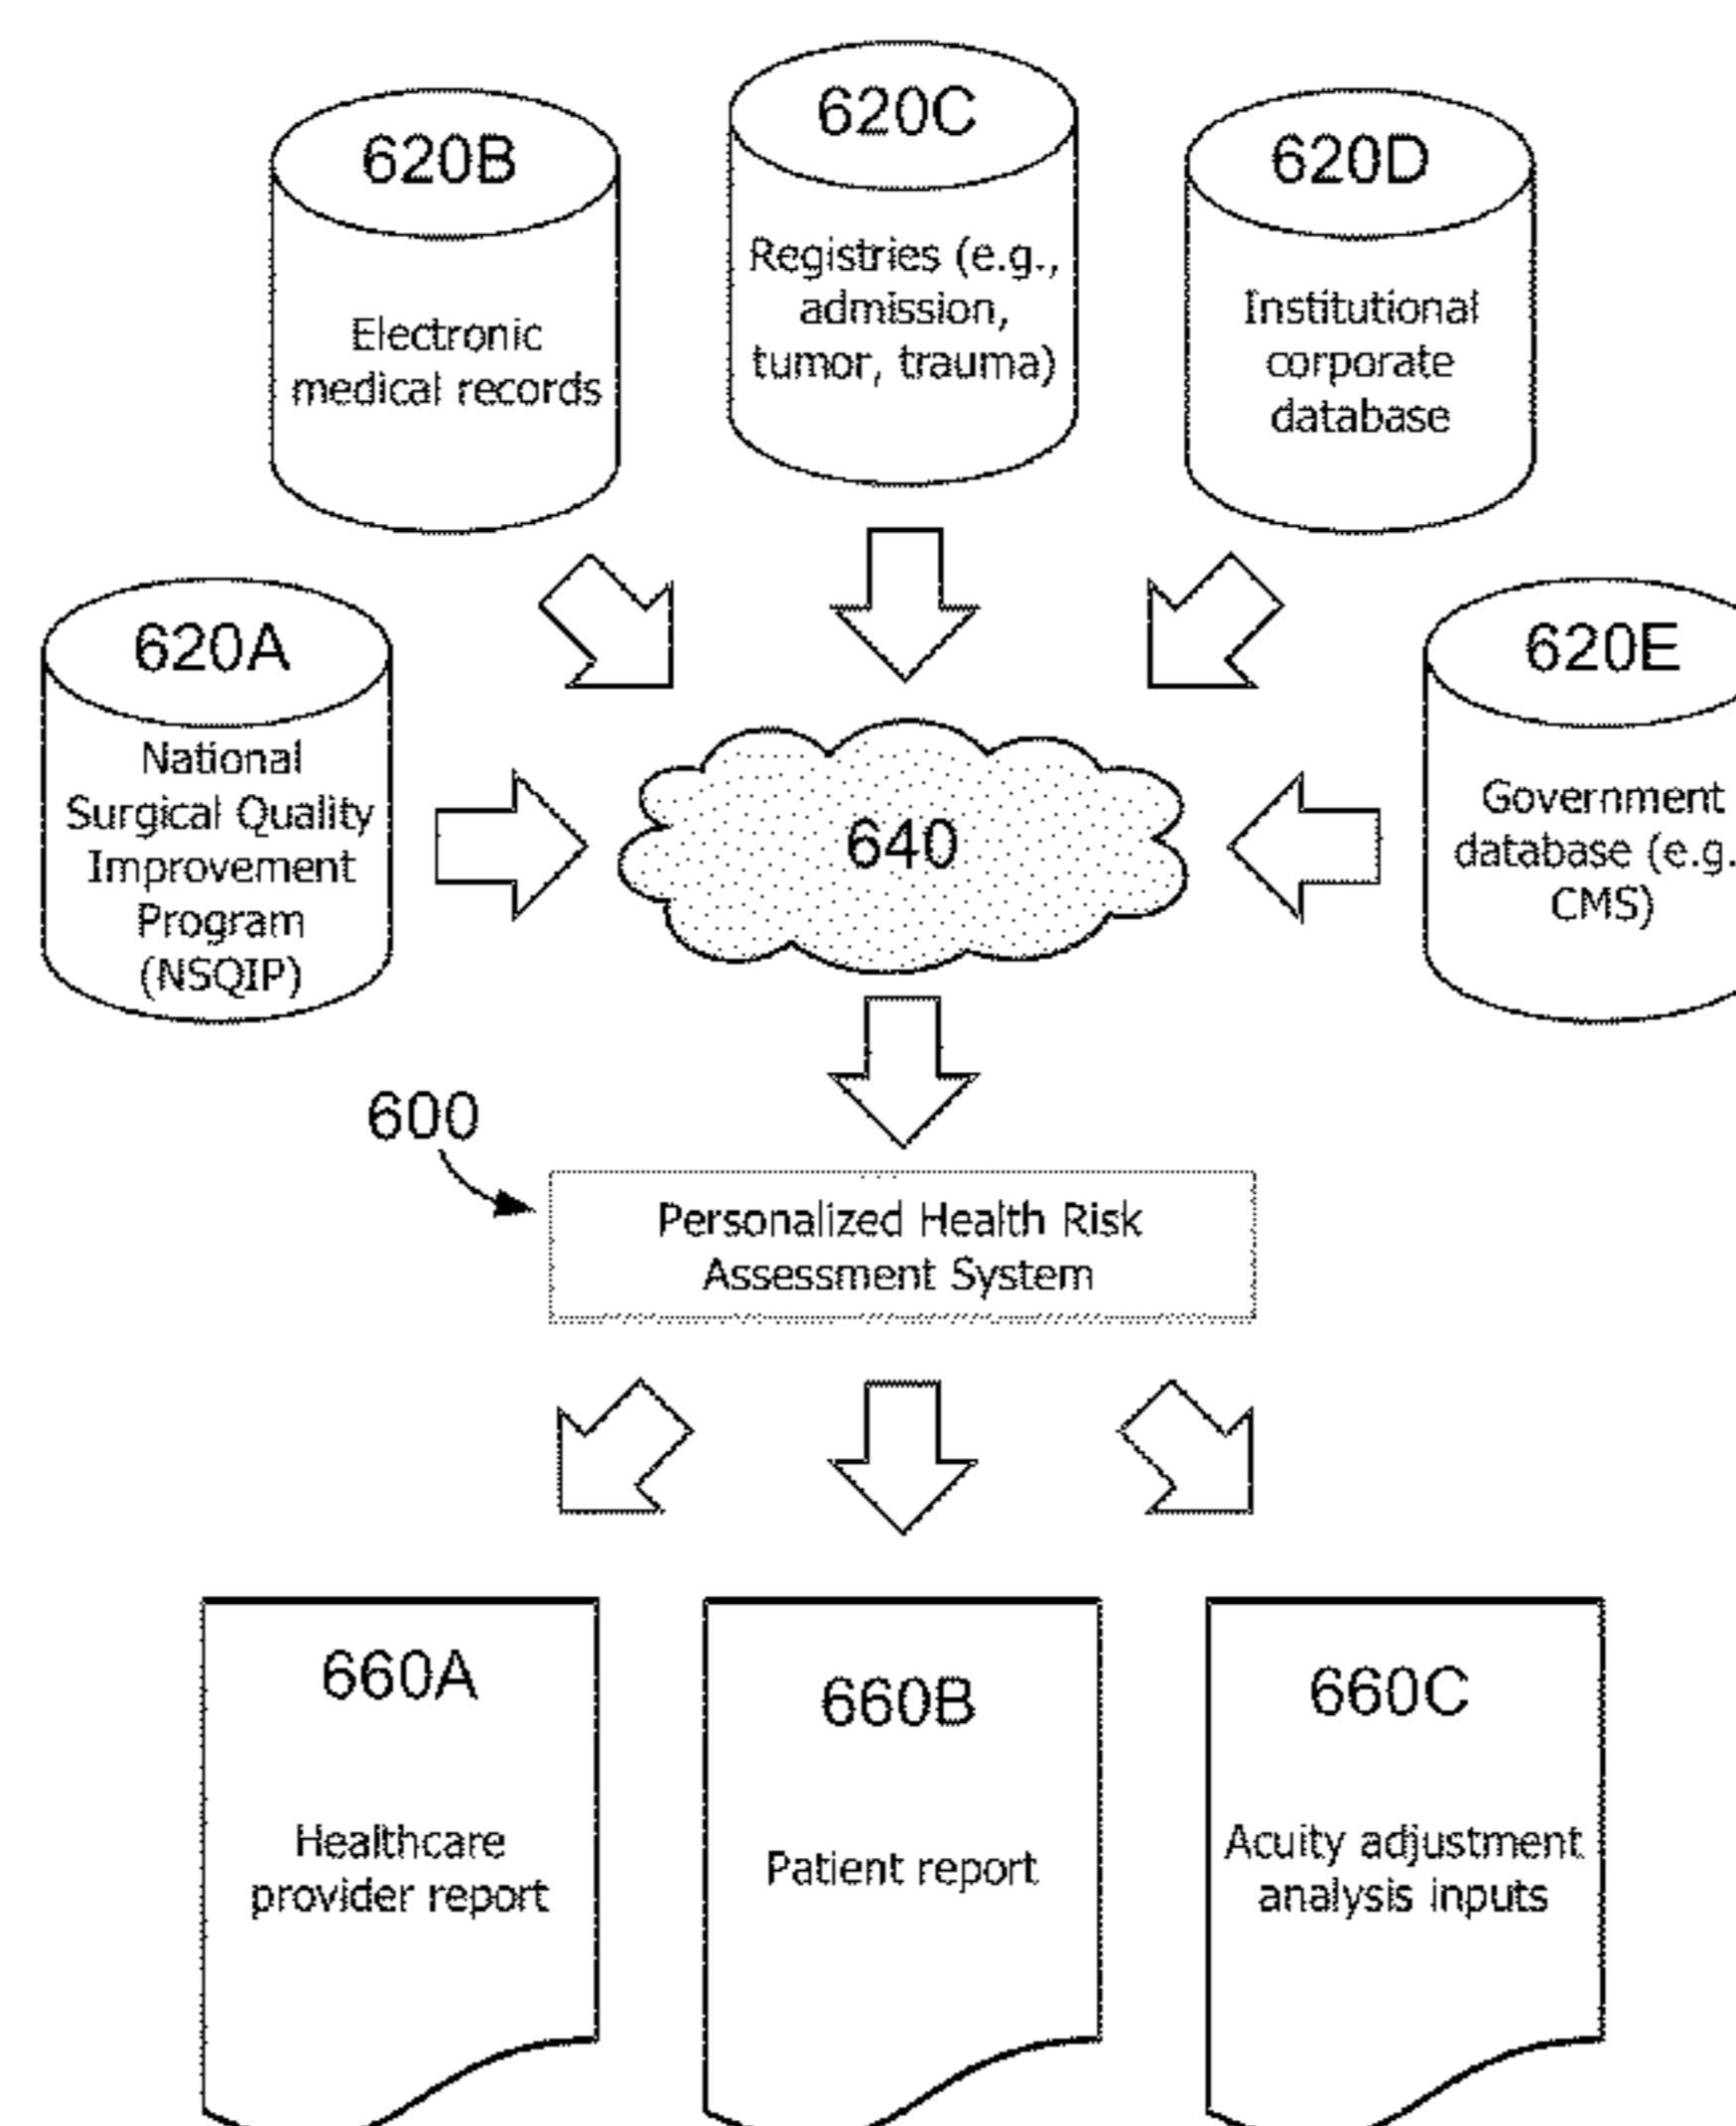 620C
Registries (e.g.,
admission,
tumor, trauma)
620B
Electronic
medical records
620D
Institutional
corporate
database
620A
National
Surgical Quality
Improvement
Program
(NSQIP)
640
620E
Government
database (e.g.
CMS)
600
Personalized Health Risk
Assessment System
660A
Healthcare
provider report
660B
Patient report
660C
Acuity adjustment
analysis inputs